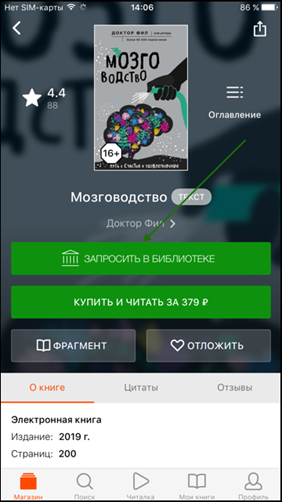 Нет SIM-карты 14:06 86 %
ДОКТОР ФИЛ
МОЗГО
ВОДСТВО
4.4
88
16+
Оглавление
Мозговодство ТЕКСТ
Доктор Фил
ЗАПРОСИТЬ В БИБЛИОТЕКЕ
КУПИТЬ И ЧИТАТЬ ЗА 379 ₽
ФРАГМЕНТ ОТЛОЖИТЬ
О книге Цитаты Отзывы
Электронная книга
Издание: 2019 г.
Страниц: 200
Магазин Поиск Читалка Мои книги Профиль